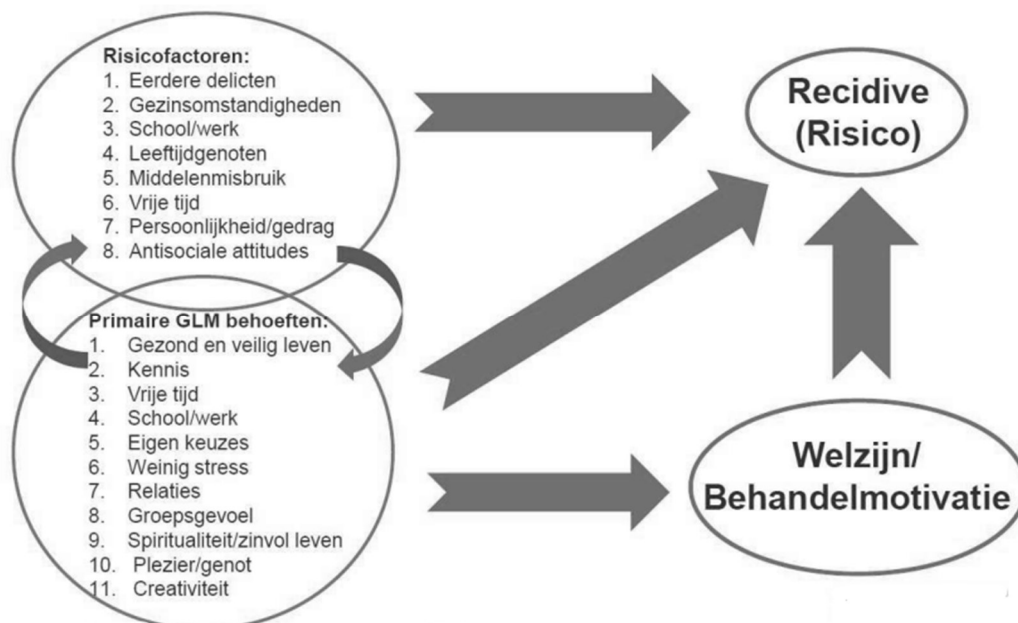 Risicofactoren:
1. Eerdere delicten
2. Gezinsomstandigheden
3. School/werk
4. Leeftijdgenoten
5. Middelenmisbruik
6. Vrije tijd
7. Persoonlijkheid/gedrag
8. Antisociale attitudes
Primaire GLM behoeften:
1. Gezond en veilig leven
2. Kennis
3. Vrije tijd
4. School/werk
5. Eigen keuzes
6. Weinig stress
7. Relaties
8. Groepsgevoel
9. Spiritualiteit/zinvol leven
10. Plezier/genot
11. Creativiteit
Recidive
(Risico)
Welzijn/
Behandelmotivatie